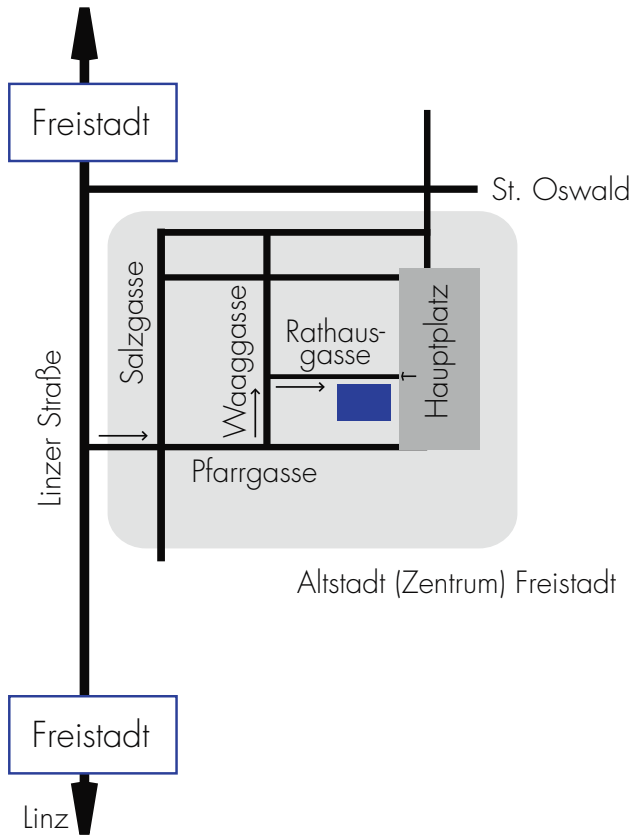 Freistadt
St. Oswald
Salzgasse
Waaggasse
Rathaus-
gasse
Hauptplatz
Linzer Straße
Pfarrgasse
Altstadt (Zentrum) Freistadt
Freistadt
Linz